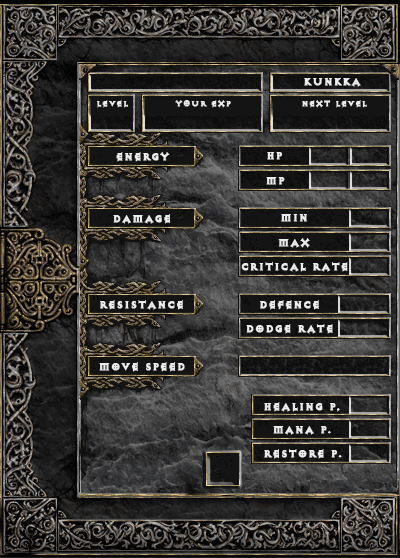 KUNKKA
LEVEL YOUR EXP NEXT LEVEL
ENERGY HP
MP
DAMAGE MIN
MAX
CRITICAL RATE
RESISTANCE DEFENCE
DODGE RATE
MOVE SPEED
HEALING P.
MANA P.
RESTORE P.